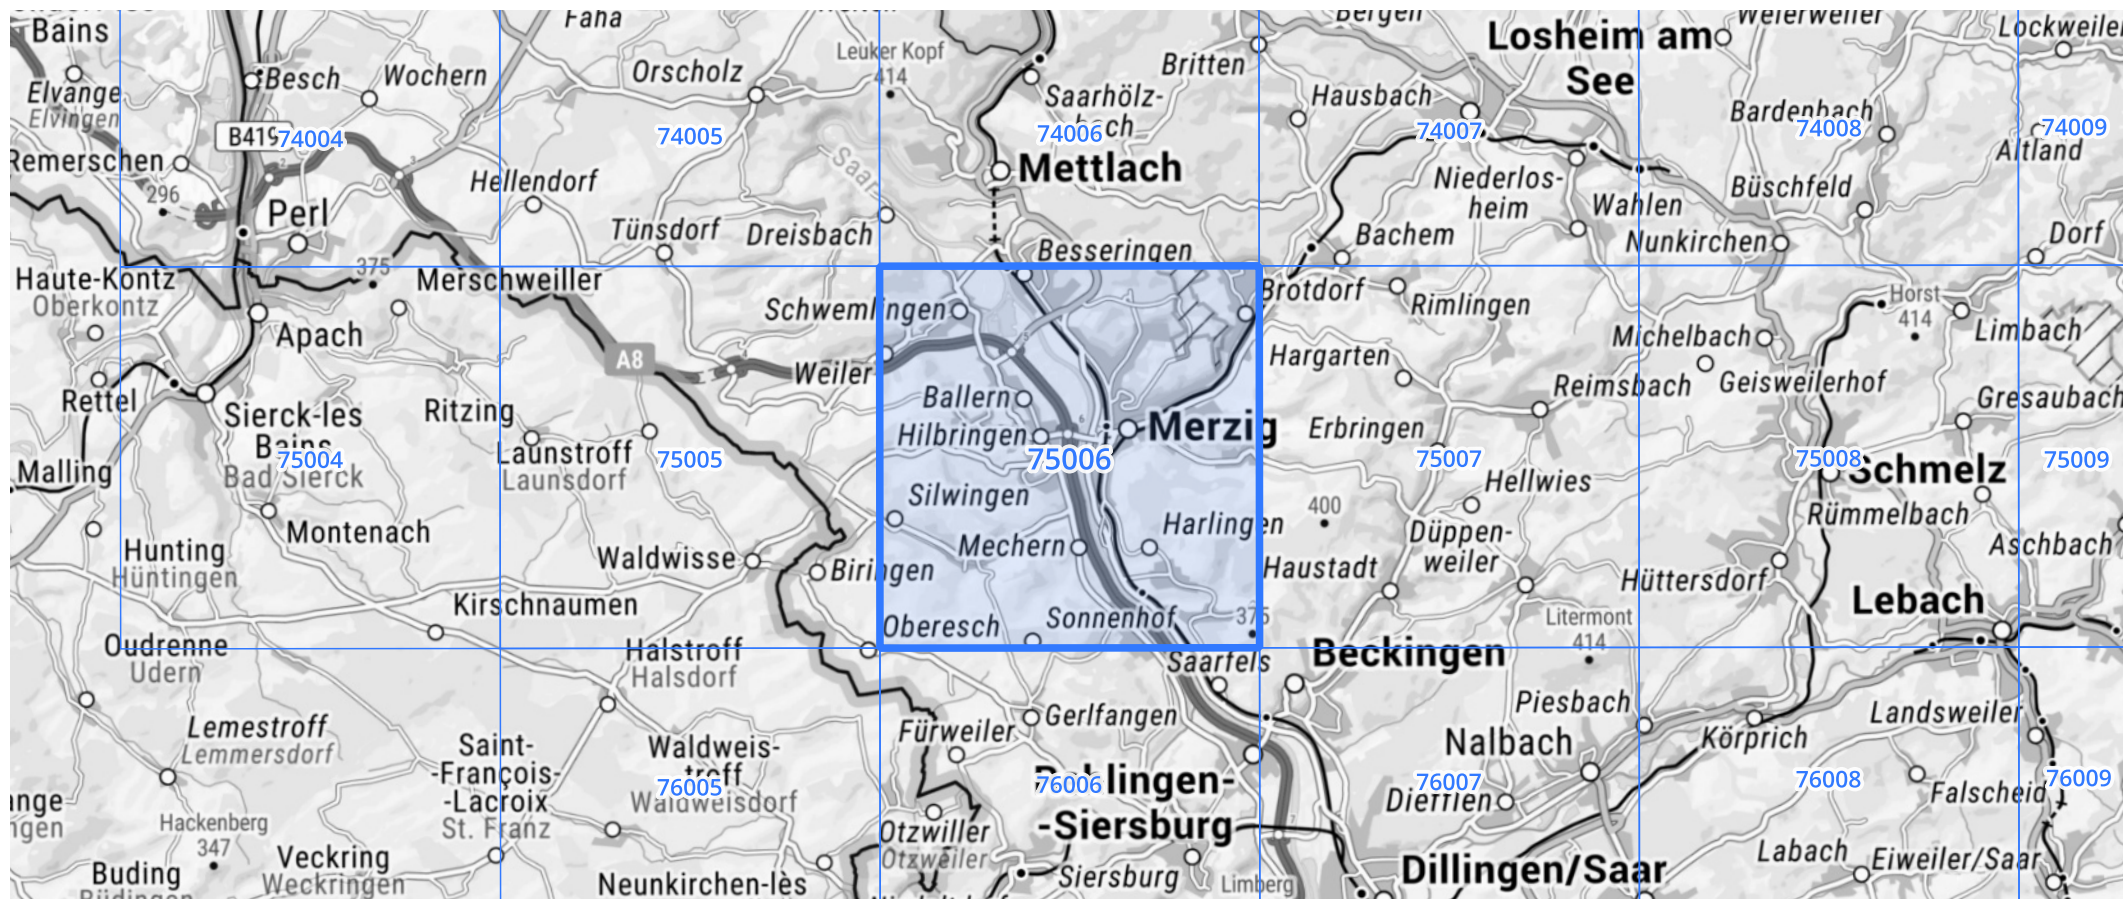 Bains
Faha
Leuker Kopf
414
Orscholz
Britten
Losheim am
See
Weierweiler
Lockweiler
Elvange
Elvingen
Besch
Wochern
Saarhölz-
bach
Hausbach
Bardenbach
B419
74004
74005
74006
74007
74008
74009
Altland
Remerschen
296
Perl
Hellendorf
Mettlach
Niederlos-
heim
Wahlen
Büschfeld
Tünsdorf
Dreisbach
Besseringen
Bachem
Nunkirchen
Dorf
Haute-Kontz
Oberkontz
375
Merschweiller
Schwemlingen
Brotdorf
Rimlingen
Horst
414
Limbach
Apach
A8
Weiler
Hargarten
Michelbach
Reimsbach
Geisweilerhof
Gresaubach
Rettel
Sierck-les
Bains
Bad Sierck
Ritzing
Ballern
Hilbringen
Merzig
Erbringen
6
Malling
75004
Launstroff
Launsdorf
75005
75006
75007
75008
75009
Schmelz
Silwingen
Hellwies
400
Rümmelbach
Montenach
Harlingen
Düppen-
weiler
Hunting
Hüntingen
Waldwisse
Biringen
Mechern
Haustadt
Hüttersdorf
Aschbach
Kirschnaumen
Oberesch
Sonnenhof
375
Litermont
414
Lebach
Oudrenne
Udern
Halstroff
Halsdorf
Saarfels
Beckingen
Lemestroff
Lemmersdorf
Fürweiler
Gerlfangen
Piesbach
Nalbach
Körprich
Landsweiler
Saint-
-François-
-Lacroix
St. Franz
Waldweis-
troff
Waldweisdorf
76005
76006
76007
76008
76009
Diefflen
Falscheid
Hackenberg
347
Otzwiller
Otzweiler
-Siersburg
Buding
Büdingen
Veckring
Weckringen
Neunkirchen-lès
Siersburg
Limberg
Dillingen/Saar
Labach
Eiweiler/Saar